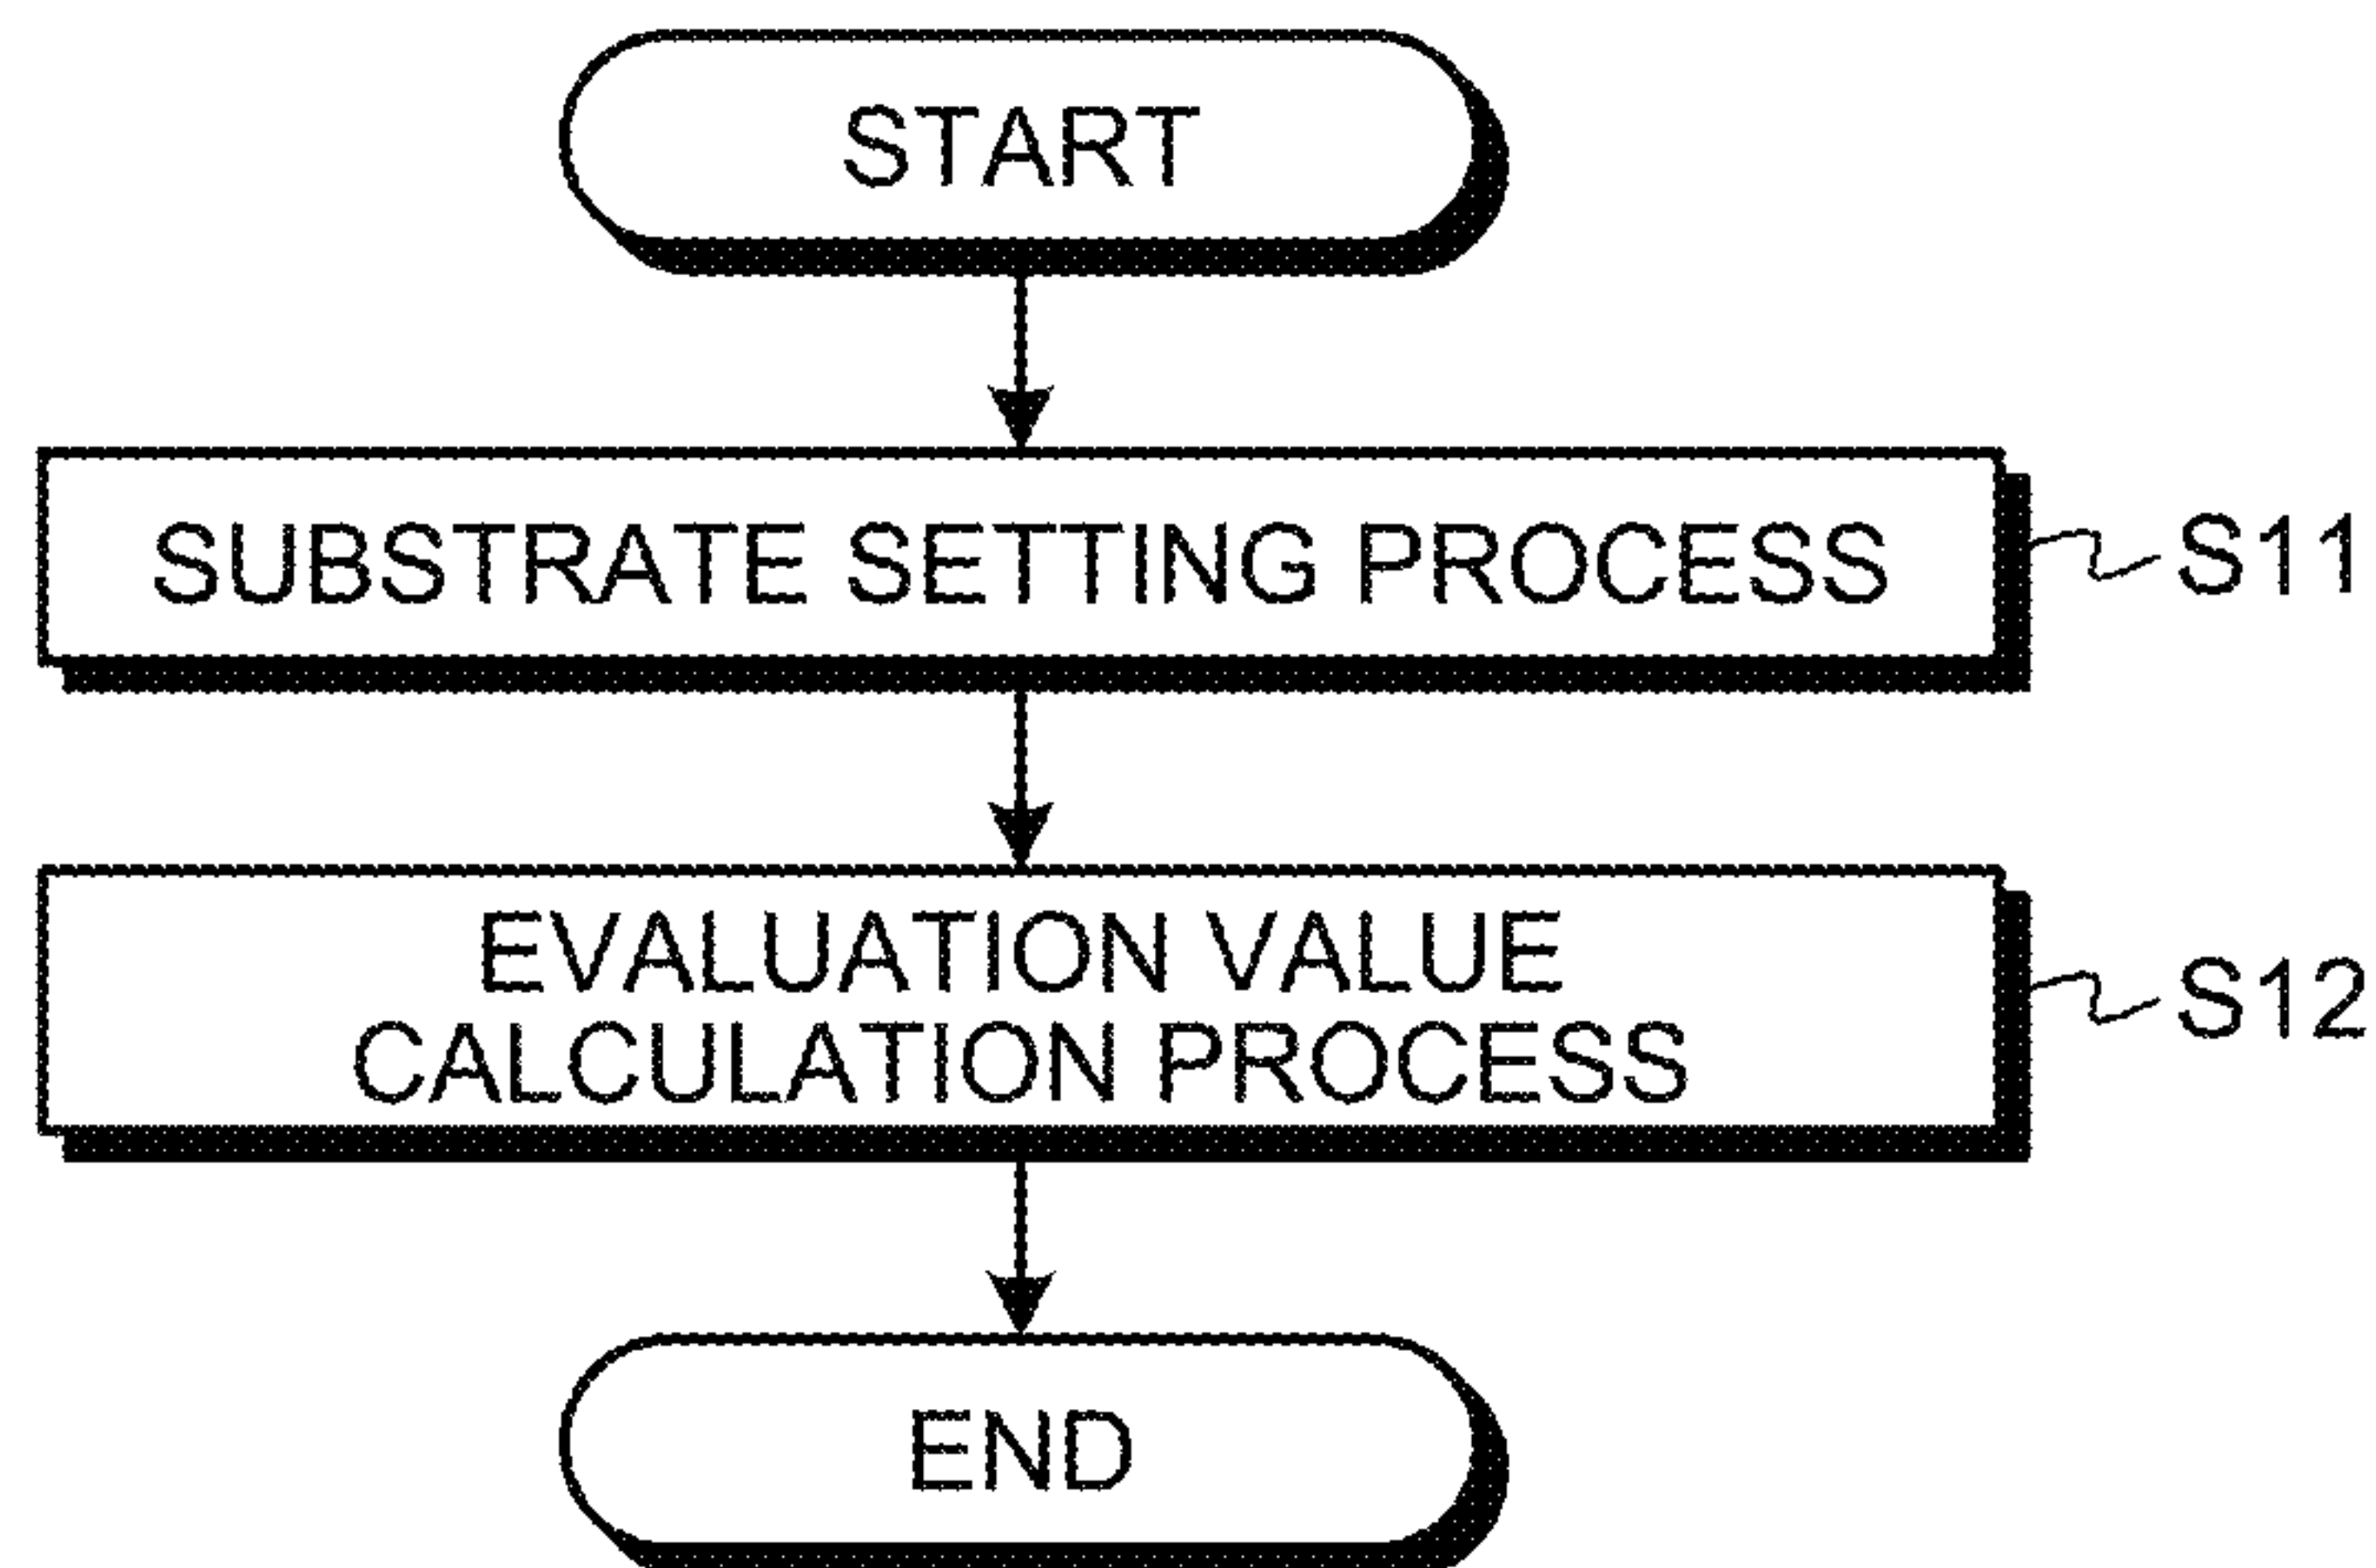 START
SUBSTRATE SETTING PROCESS
S11
EVALUATION VALUE
CALCULATION PROCESS
S12
END